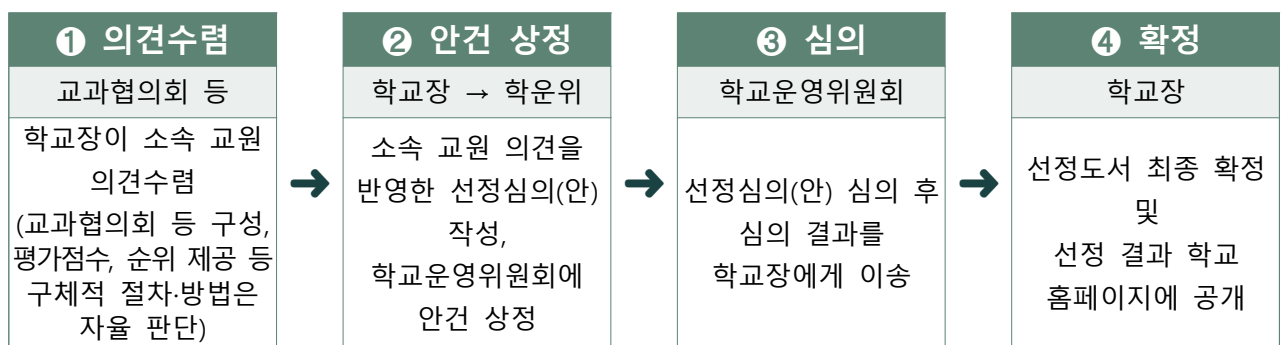 ❶ 의견수렴
교과협의회 등
학교장이 소속 교원
의견수렴
(교과협의회 등 구성,
평가점수, 순위 제공 등
구체적 절차·방법은
자율 판단)
➜
❷ 안건 상정
학교장 → 학운위
소속 교원 의견을
반영한 선정심의(안)
작성,
학교운영위원회에
안건 상정
➜
❸ 심의
학교운영위원회
선정심의(안) 심의 후
심의 결과를
학교장에게 이송
➜
❹ 확정
학교장
선정도서 최종 확정
및
선정 결과 학교
홈페이지에 공개